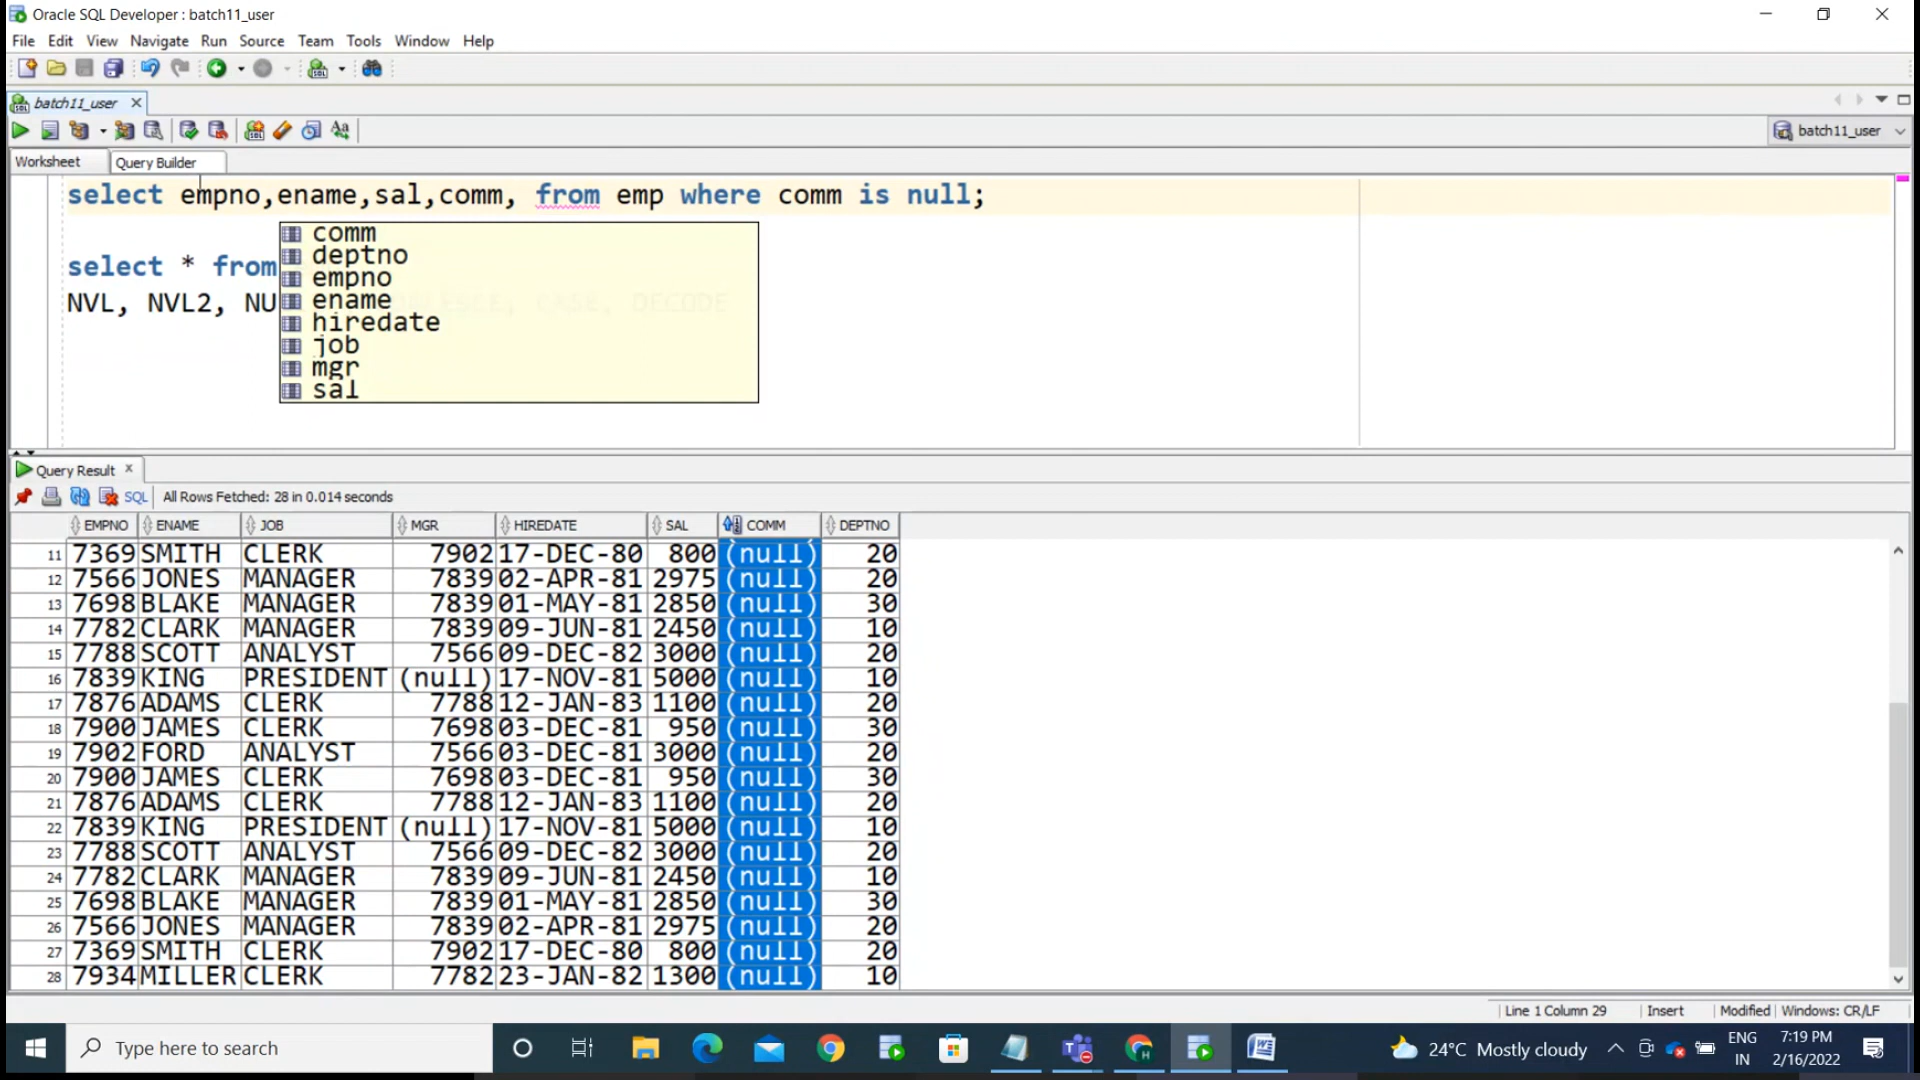 Oracle SQL Developer : batch11_user
File Edit View Navigate Run Source Team Tools Window Help
batch11_user
batch11_user
Worksheet Query Builder
select empno,ename,sal,comm, from emp where comm is null;
comm
select * from
deptno
empno
NVL, NVL2, NU CASE, DECODE
ename
hiredate
job
mgr
sal
Query Result
SQL All Rows Fetched: 28 in 0.014 seconds
EMPNO ENAME JOB MGR HIREDATE SAL COMM DEPTNO
11 7369 SMITH CLERK 7902 17-DEC-80 800 (null) 20
12 7566 JONES MANAGER 7839 02-APR-81 2975 (null) 20
13 7698 BLAKE MANAGER 7839 01-MAY-81 2850 (null) 30
14 7782 CLARK MANAGER 7839 09-JUN-81 2450 (null) 10
15 7788 SCOTT ANALYST 7566 09-DEC-82 3000 (null) 20
16 7839 KING PRESIDENT (null) 17-NOV-81 5000 (null) 10
17 7876 ADAMS CLERK 7788 12-JAN-83 1100 (null) 20
18 7900 JAMES CLERK 7698 03-DEC-81 950 (null) 30
19 7902 FORD ANALYST 7566 03-DEC-81 3000 (null) 20
20 7900 JAMES CLERK 7698 03-DEC-81 950 (null) 30
21 7876 ADAMS CLERK 7788 12-JAN-83 1100 (null) 20
22 7839 KING PRESIDENT (null) 17-NOV-81 5000 (null) 10
23 7788 SCOTT ANALYST 7566 09-DEC-82 3000 (null) 20
24 7782 CLARK MANAGER 7839 09-JUN-81 2450 (null) 10
25 7698 BLAKE MANAGER 7839 01-MAY-81 2850 (null) 30
26 7566 JONES MANAGER 7839 02-APR-81 2975 (null) 20
27 7369 SMITH CLERK 7902 17-DEC-80 800 (null) 20
28 7934 MILLER CLERK 7782 23-JAN-82 1300 (null) 10
Line 1 Column 29 Insert Modified Windows: CR/LF
Type here to search
24°C Mostly cloudy
ENG
IN
7:19 PM
2/16/2022